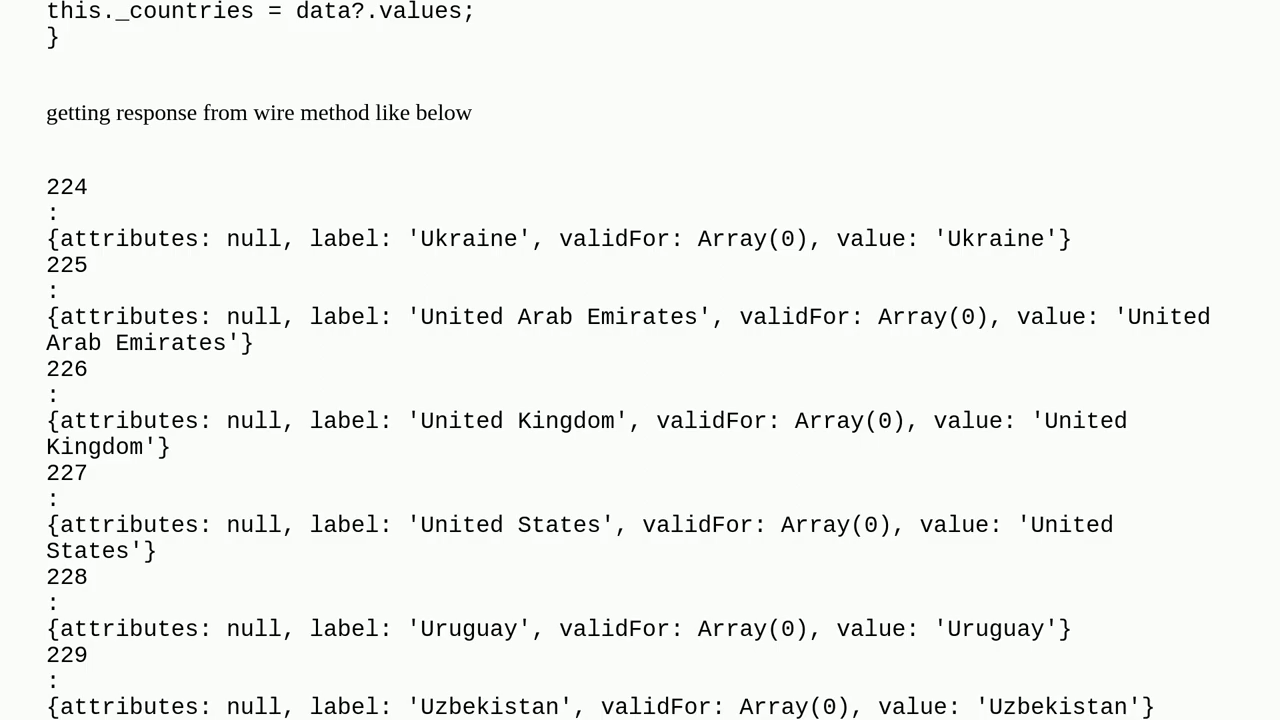 this._countries = data?.values;
}
getting response from wire method like below
224
:
{attributes: null, label: 'Ukraine', validFor: Array(0), value: 'Ukraine'}
225
:
{attributes: null, label: 'United Arab Emirates', validFor: Array(0), value: 'United
Arab Emirates'}
226
:
{attributes: null, label: 'United Kingdom', validFor: Array(0), value: 'United
Kingdom'}
227
:
{attributes: null, label: 'United States', validFor: Array(0), value: 'United
States'}
228
:
{attributes: null, label: 'Uruguay', validFor: Array(0), value: 'Uruguay'}
229
:
{attributes: null, label: 'Uzbekistan', validFor: Array(0), value: 'Uzbekistan'}